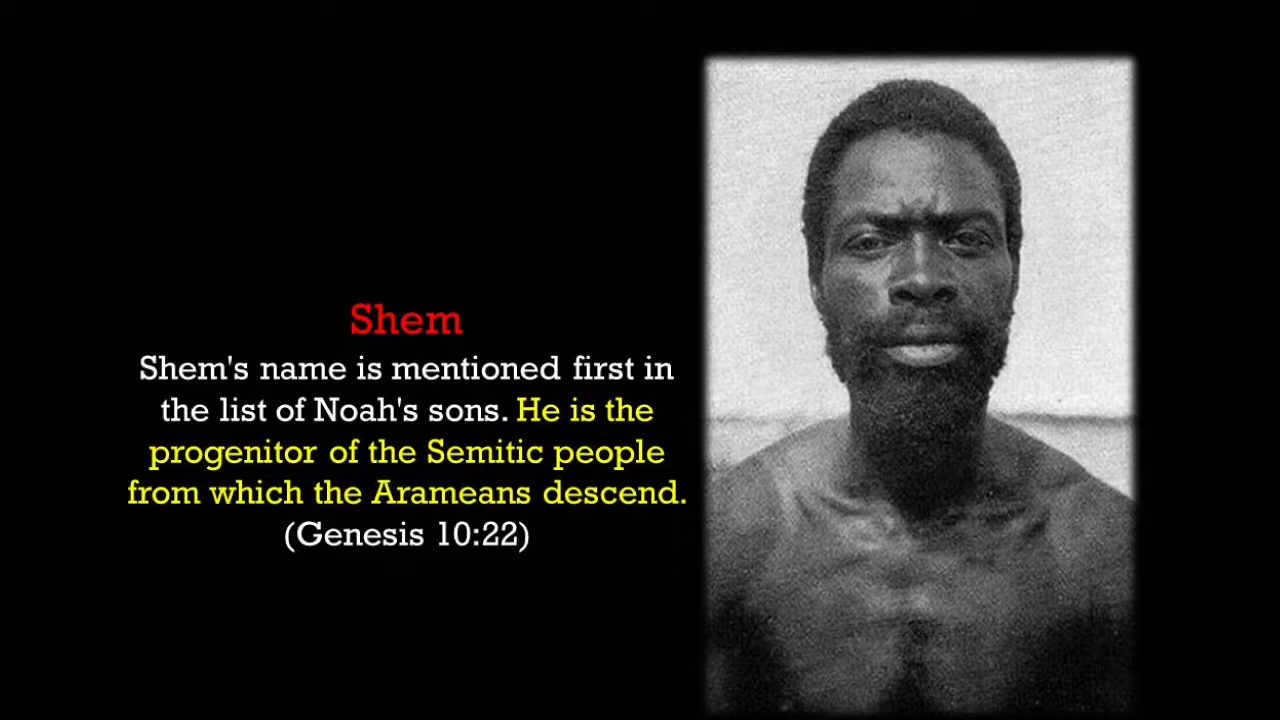 Shem
Shem's name is mentioned first in
the list of Noah's sons. He is the
progenitor of the Semitic people
from which the Arameans descend.
(Genesis 10:22)